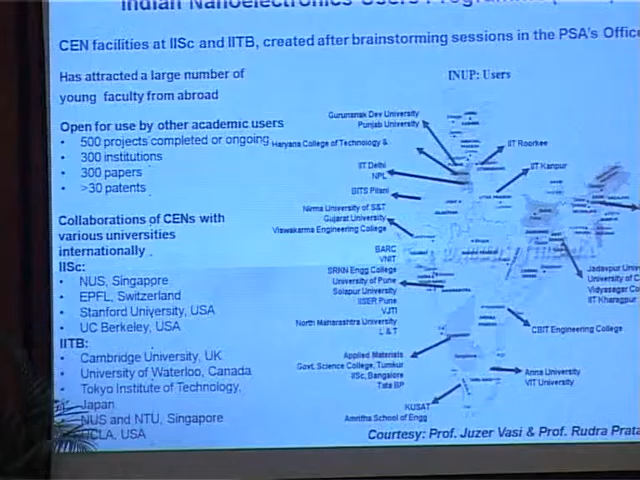 Indian Nanoelectronics Users Program
CEN facilities at IISc and IITB, created after brainstorming sessions in the PSA's Office
Has attracted a large number of
young faculty from abroad
Open for use by other academic users
• 500 projects completed or ongoing
• 300 institutions
• 300 papers
• >30 patents
Collaborations of CENs with
various universities
internationally
IISc:
• NUS, Singapore
• EPFL, Switzerland
• Stanford University, USA
• UC Berkeley, USA
IITB:
• Cambridge University, UK
• University of Waterloo, Canada
• Tokyo Institute of Technology,
Japan
• NUS and NTU, Singapore
• UCLA, USA
INUP: Users
Gurunanak Dev University
Punjab University
Haryana College of Technology &
IIT Delhi
NPL
BITS Pilani
Nirma University of S&T
Gujarat University
Viswakarma Engineering College
BARC
VNIT
SRKN Engg College
University of Pune
Solapur University
IISER Pune
VJTI
North Maharashtra University
L & T
Applied Materials
Govt. Science College, Tumkur
IISc, Bangalore
Tata BP
KUSAT
Amritha School of Engg
IIT Roorkee
IIT Kanpur
Jadavpur Univ
University of C
Vidyasagar Co
IIT Kharagpur
CBIT Engineering College
Anna University
VIT University
Courtesy: Prof. Juzer Vasi & Prof. Rudra Prata